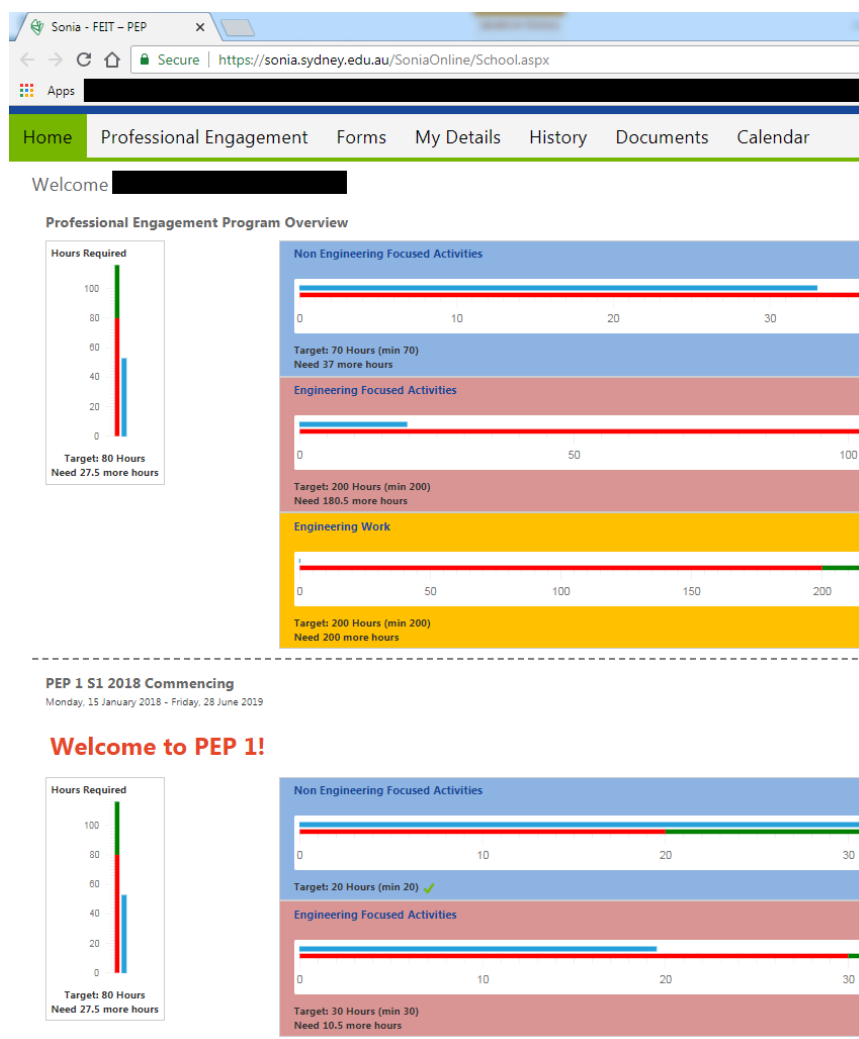 Sonia - FEIT – PEP
Secure | https://sonia.sydney.edu.au/SoniaOnline/School.aspx
Apps
Home Professional Engagement Forms My Details History Documents Calendar
Welcome
Professional Engagement Program Overview
Hours Required
100
80
60
40
20
0
Target: 80 Hours
Need 27.5 more hours
Non Engineering Focused Activities
0 10 20 30
Target: 70 Hours (min 70)
Need 37 more hours
Engineering Focused Activities
0 50 100
Target: 200 Hours (min 200)
Need 180.5 more hours
Engineering Work
0 50 100 150 200
Target: 200 Hours (min 200)
Need 200 more hours
PEP 1 S1 2018 Commencing
Monday, 15 January 2018 - Friday, 28 June 2019
Welcome to PEP 1!
Hours Required
100
80
60
40
20
0
Target: 80 Hours
Need 27.5 more hours
Non Engineering Focused Activities
0 10 20 30
Target: 20 Hours (min 20)
Engineering Focused Activities
0 10 20 30
Target: 30 Hours (min 30)
Need 10.5 more hours